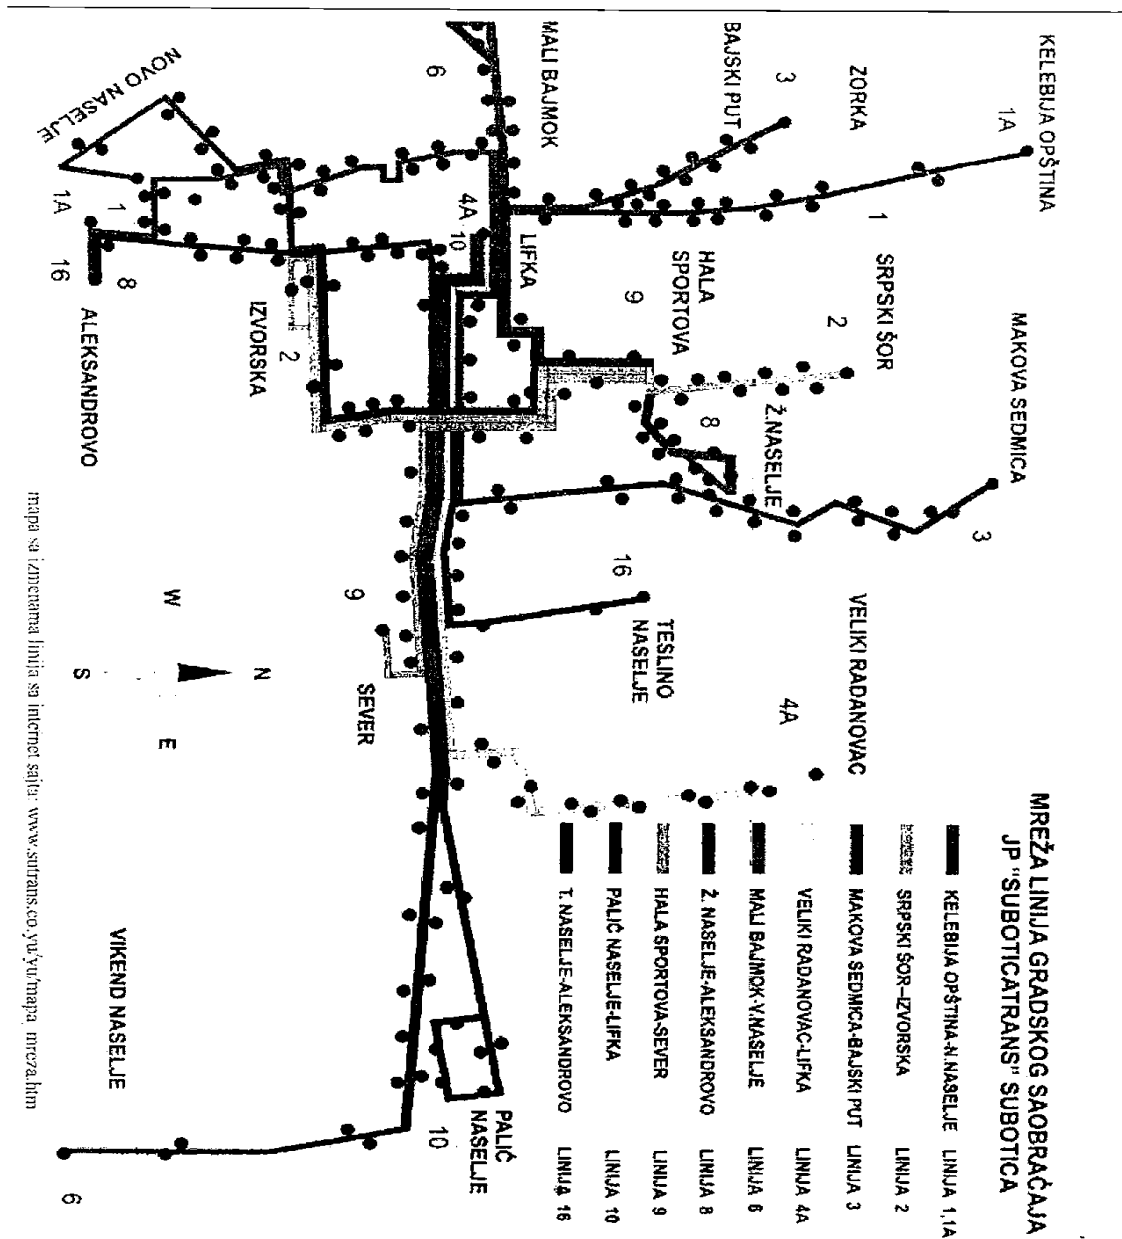 MREŽA LINIJA GRADSKOG SAOBRAĆAJA
JP "SUBOTICATRANS" SUBOTICA
KELEBIJA OPŠTINA-N.NASELJE LINIJA 1,1A
SRPSKI ŠOR-IZVORSKA LINIJA 2
MAKOVA SEDMICA-BAJSKI PUT LINIJA 3
VELIKI RADANOVAC-LIFKA LINIJA 4A
MALI BAJMOK-V.NASELJE LINIJA 6
Ž. NASELJE-ALEKSANDROVO LINIJA 8
HALA SPORTOVA-SEVER LINIJA 9
PALIĆ NASELJE-LIFKA LINIJA 10
T. NASELJE-ALEKSANDROVO LINIJA 16
KELEBIJA OPŠTINA
1A
ZORKA
3
BAJSKI PUT
MALI BAJMOK
6
NOVO NASELJE
1
SRPSKI ŠOR
2
HALA
SPORTOVA
9
LIFKA
4A
10
1
1A
16
8
ALEKSANDROVO
IZVORSKA
2
MAKOVA SEDMICA
3
Ž.NASELJE
8
16
TESLINO
NASELJE
VELIKI RADANOVAC
4A
9
SEVER
W
N
S
E
PALIĆ
NASELJE
10
VIKEND NASELJE
6
mapa sa izmenama linija sa internet sajta: www.sutrans.co.yu/yu/mapa_mreza.htm